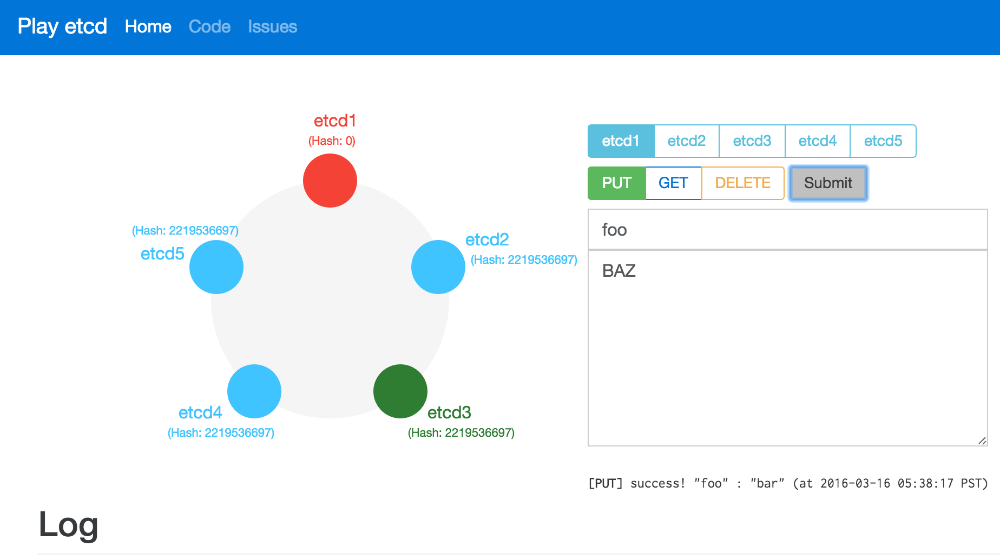 Play etcd Home Code Issues
etcd1
(Hash: 0)
(Hash: 2219536697)
etcd5
etcd2
(Hash: 2219536697)
etcd4
(Hash: 2219536697)
etcd3
(Hash: 2219536697)
etcd1 etcd2 etcd3 etcd4 etcd5
PUT GET DELETE Submit
foo
BAZ
[PUT] success! "foo" : "bar" (at 2016-03-16 05:38:17 PST)
Log